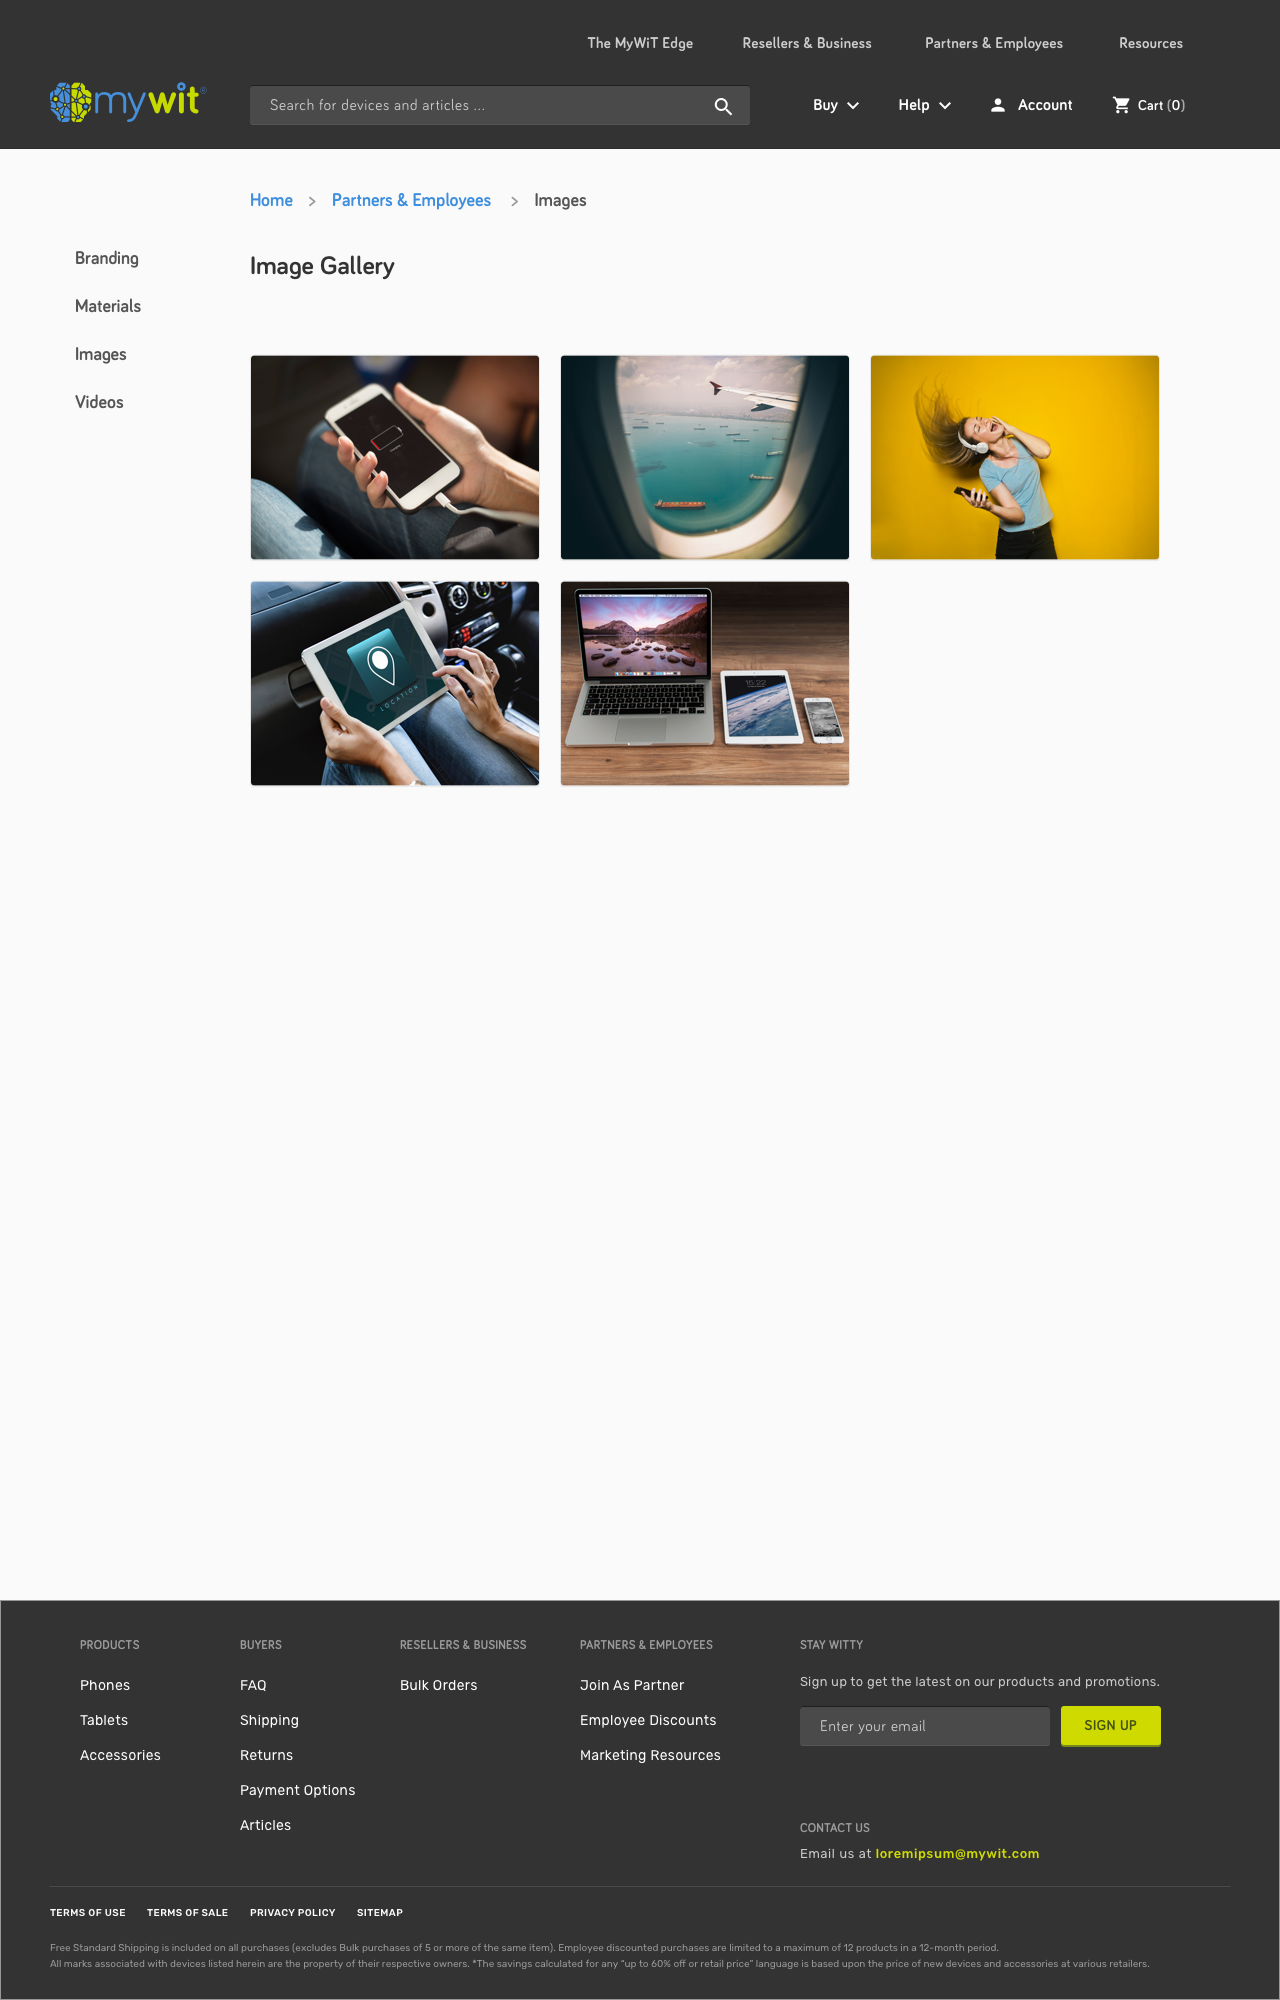 The MyWiT Edge Resellers & Business Partners & Employees Resources
mywit® Search for devices and articles ... Buy Help Account Cart (0)
Home > Partners & Employees > Images
Branding
Materials
Images
Videos
Image Gallery
LOCATION
15:22
PRODUCTS
Phones
Tablets
Accessories
BUYERS
FAQ
Shipping
Returns
Payment Options
Articles
RESELLERS & BUSINESS
Bulk Orders
PARTNERS & EMPLOYEES
Join As Partner
Employee Discounts
Marketing Resources
STAY WITTY
Sign up to get the latest on our products and promotions.
Enter your email SIGN UP
CONTACT US
Email us at loremipsum@mywit.com
TERMS OF USE TERMS OF SALE PRIVACY POLICY SITEMAP
Free Standard Shipping is included on all purchases (excludes Bulk purchases of 5 or more of the same item). Employee discounted purchases are limited to a maximum of 12 products in a 12-month period.
All marks associated with devices listed herein are the property of their respective owners. *The savings calculated for any “up to 60% off or retail price” language is based upon the price of new devices and accessories at various retailers.